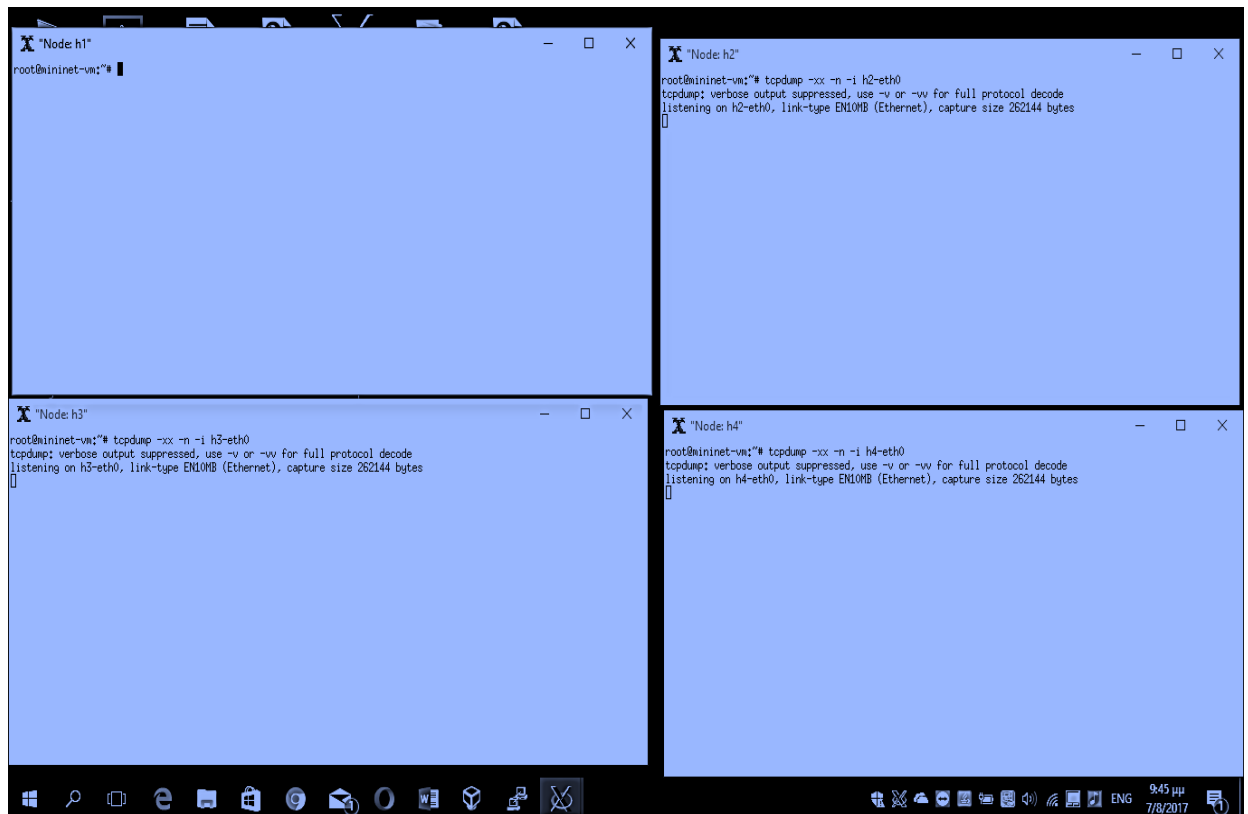 "Node: h1"
root@mininet-vm:~#
"Node: h2"
root@mininet-vm:~# tcpdump -xx -n -i h2-eth0
tcpdump: verbose output suppressed, use -v or -vv for full protocol decode
listening on h2-eth0, link-type EN10MB (Ethernet), capture size 262144 bytes
"Node: h3"
root@mininet-vm:~# tcpdump -xx -n -i h3-eth0
tcpdump: verbose output suppressed, use -v or -vv for full protocol decode
listening on h3-eth0, link-type EN10MB (Ethernet), capture size 262144 bytes
"Node: h4"
root@mininet-vm:~# tcpdump -xx -n -i h4-eth0
tcpdump: verbose output suppressed, use -v or -vv for full protocol decode
listening on h4-eth0, link-type EN10MB (Ethernet), capture size 262144 bytes
ENG
9:45 μμ
7/8/2017